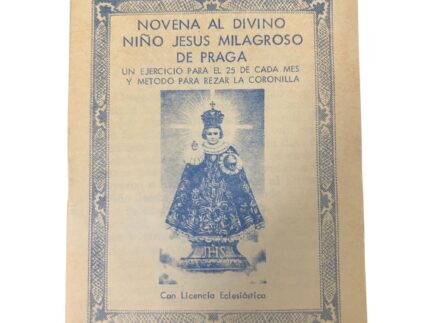 NOVENA AL DIVINO
NIÑO JESUS MILAGROSO
DE PRAGA
UN EJERCICIO PARA EL 25 DE CADA MES
Y METODO PARA REZAR LA CORONILLA
JHS
Con Licencia Eclesiástica